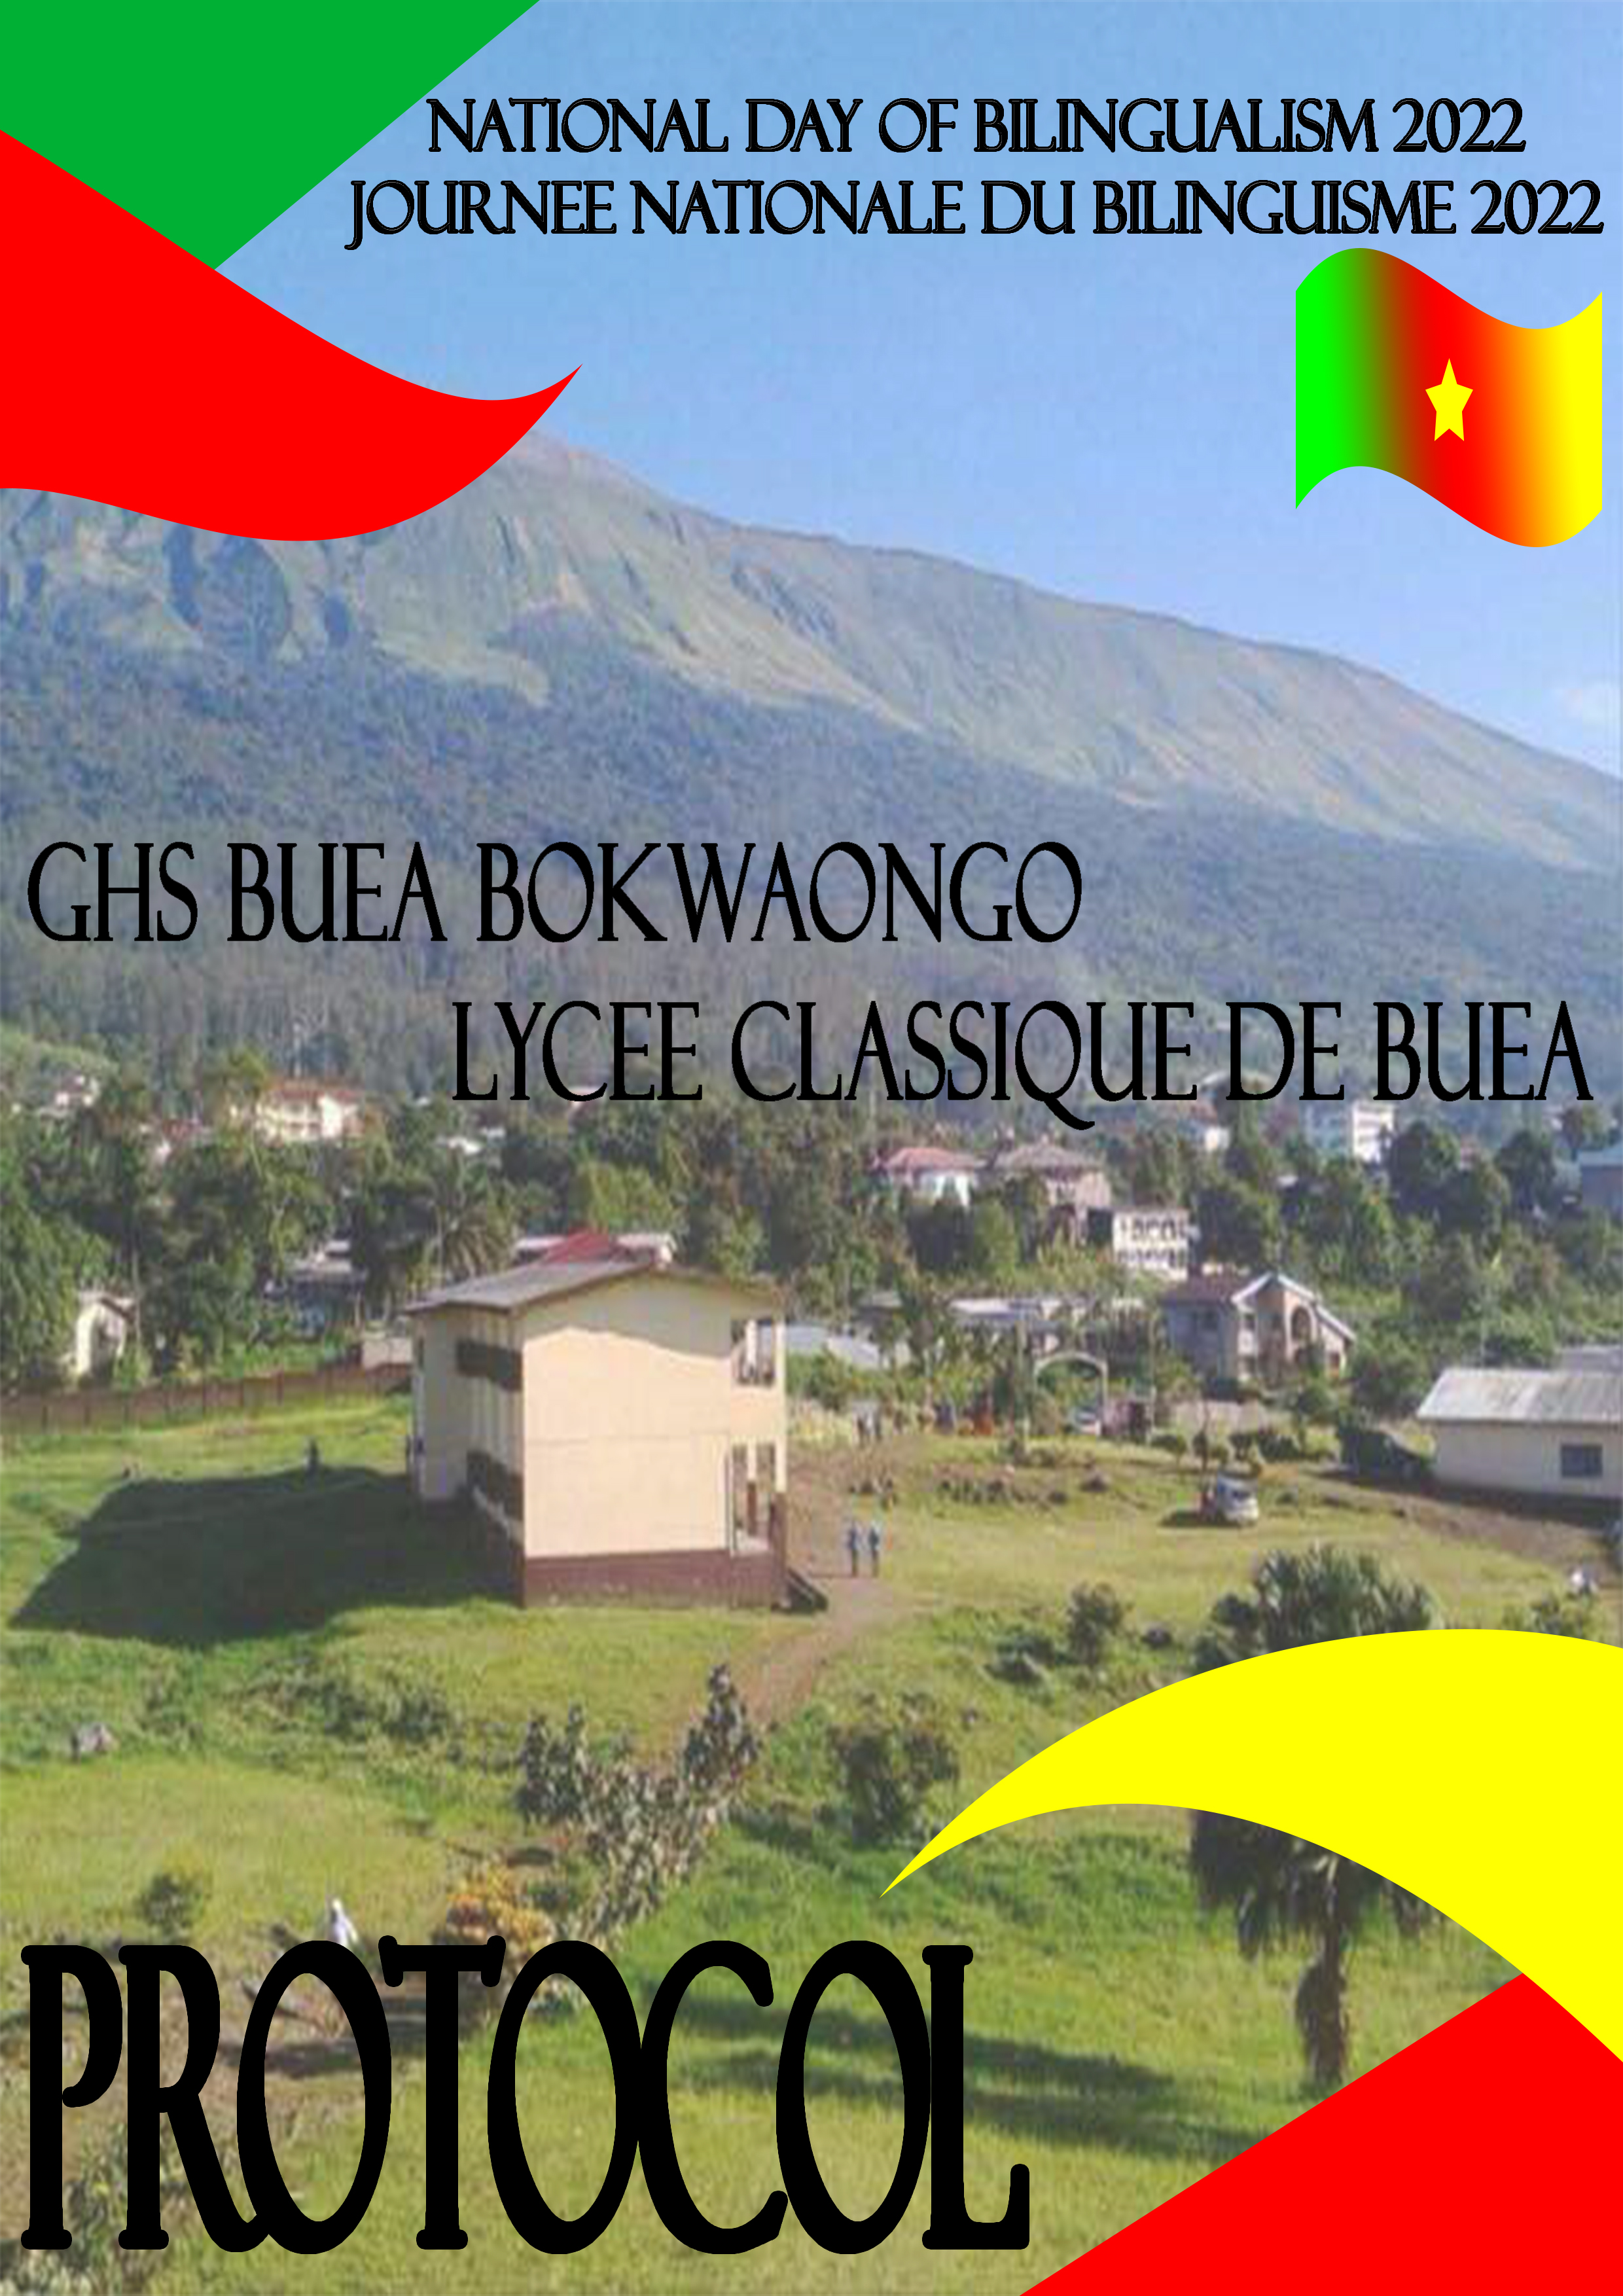 NATIONAL DAY OF BILINGUALISM 2022
JOURNEE NATIONALE DU BILINGUISME 2022
GHS BUEA BOKWAONGO
LYCEE CLASSIQUE DE BUEA
PROTOCOL